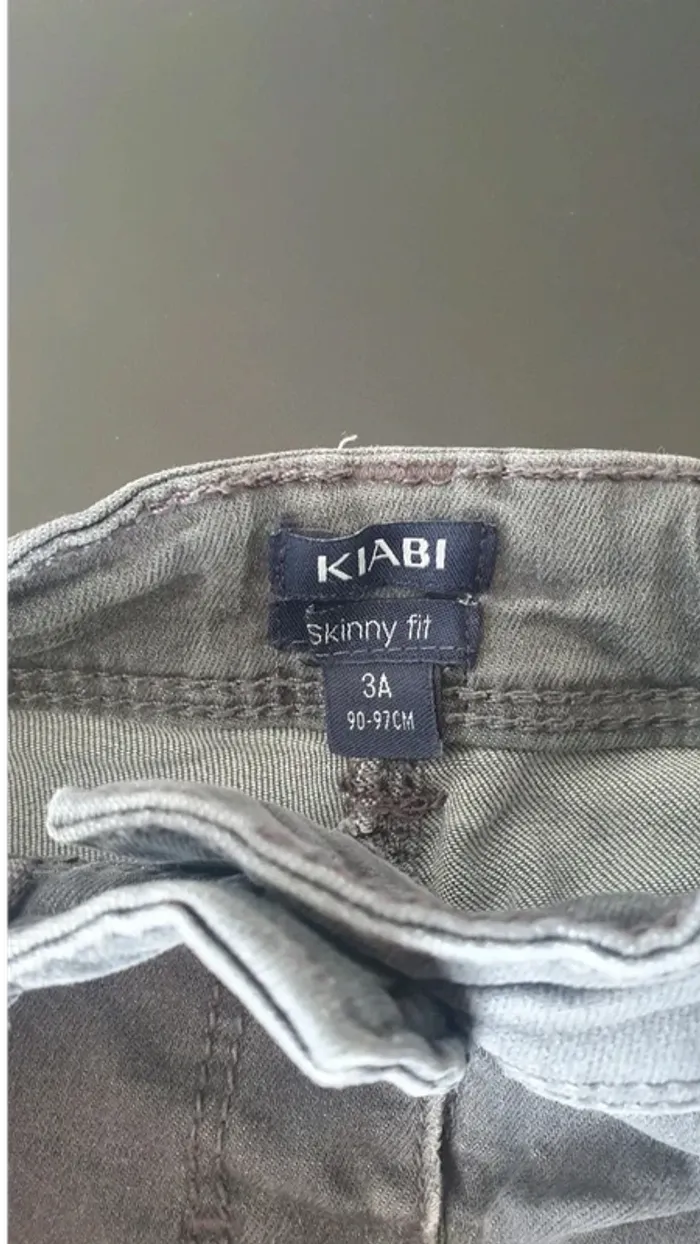 KIABI
Skinny fit
3A
90-97CM